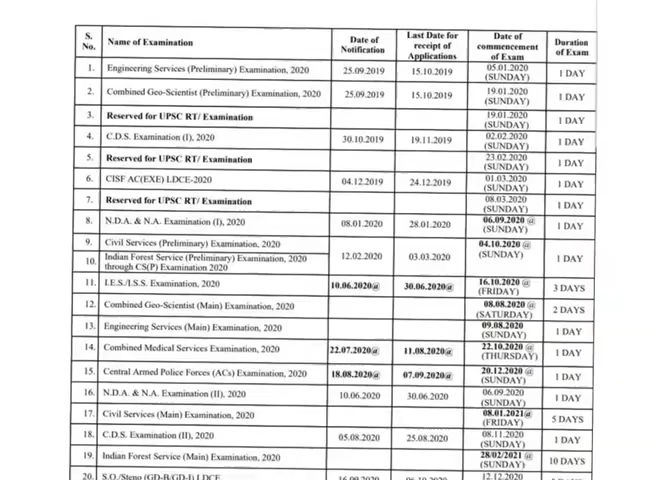 S. No. Name of Examination Date of Notification Last Date for receipt of Applications Date of commencement of Exam Duration of Exam
1. Engineering Services (Preliminary) Examination, 2020 25.09.2019 15.10.2019 05.01.2020 (SUNDAY) 1 DAY
2. Combined Geo-Scientist (Preliminary) Examination, 2020 25.09.2019 15.10.2019 19.01.2020 (SUNDAY) 1 DAY
3. Reserved for UPSC RT/ Examination 19.01.2020 (SUNDAY) 1 DAY
4. C.D.S. Examination (I), 2020 30.10.2019 19.11.2019 02.02.2020 (SUNDAY) 1 DAY
5. Reserved for UPSC RT/ Examination 23.02.2020 (SUNDAY) 1 DAY
6. CISF AC(EXE) LDCE-2020 04.12.2019 24.12.2019 01.03.2020 (SUNDAY) 1 DAY
7. Reserved for UPSC RT/ Examination 08.03.2020 (SUNDAY) 1 DAY
8. N.D.A. & N.A. Examination (I), 2020 08.01.2020 28.01.2020 06.09.2020 @ (SUNDAY) 1 DAY
9. Civil Services (Preliminary) Examination, 2020 12.02.2020 03.03.2020 04.10.2020 @ (SUNDAY) 1 DAY
10. Indian Forest Service (Preliminary) Examination, 2020 through CS(P) Examination 2020
11. I.E.S./I.S.S. Examination, 2020 10.06.2020@ 30.06.2020@ 16.10.2020 @ (FRIDAY) 3 DAYS
12. Combined Geo-Scientist (Main) Examination, 2020 08.08.2020 @ (SATURDAY) 2 DAYS
13. Engineering Services (Main) Examination, 2020 09.08.2020 (SUNDAY) 1 DAY
14. Combined Medical Services Examination, 2020 22.07.2020@ 11.08.2020@ 22.10.2020 @ (THURSDAY) 1 DAY
15. Central Armed Police Forces (ACs) Examination, 2020 18.08.2020@ 07.09.2020@ 20.12.2020 @ (SUNDAY) 1 DAY
16. N.D.A. & N.A. Examination (II), 2020 10.06.2020 30.06.2020 06.09.2020 (SUNDAY) 1 DAY
17. Civil Services (Main) Examination, 2020 08.01.2021@ (FRIDAY) 5 DAYS
18. C.D.S. Examination (II), 2020 05.08.2020 25.08.2020 08.11.2020 (SUNDAY) 1 DAY
19. Indian Forest Service (Main) Examination, 2020 28/02/2021 @ (SUNDAY) 10 DAYS
20. S.O./Steno (GD-B/GD-I) LDCE 12.12.2020